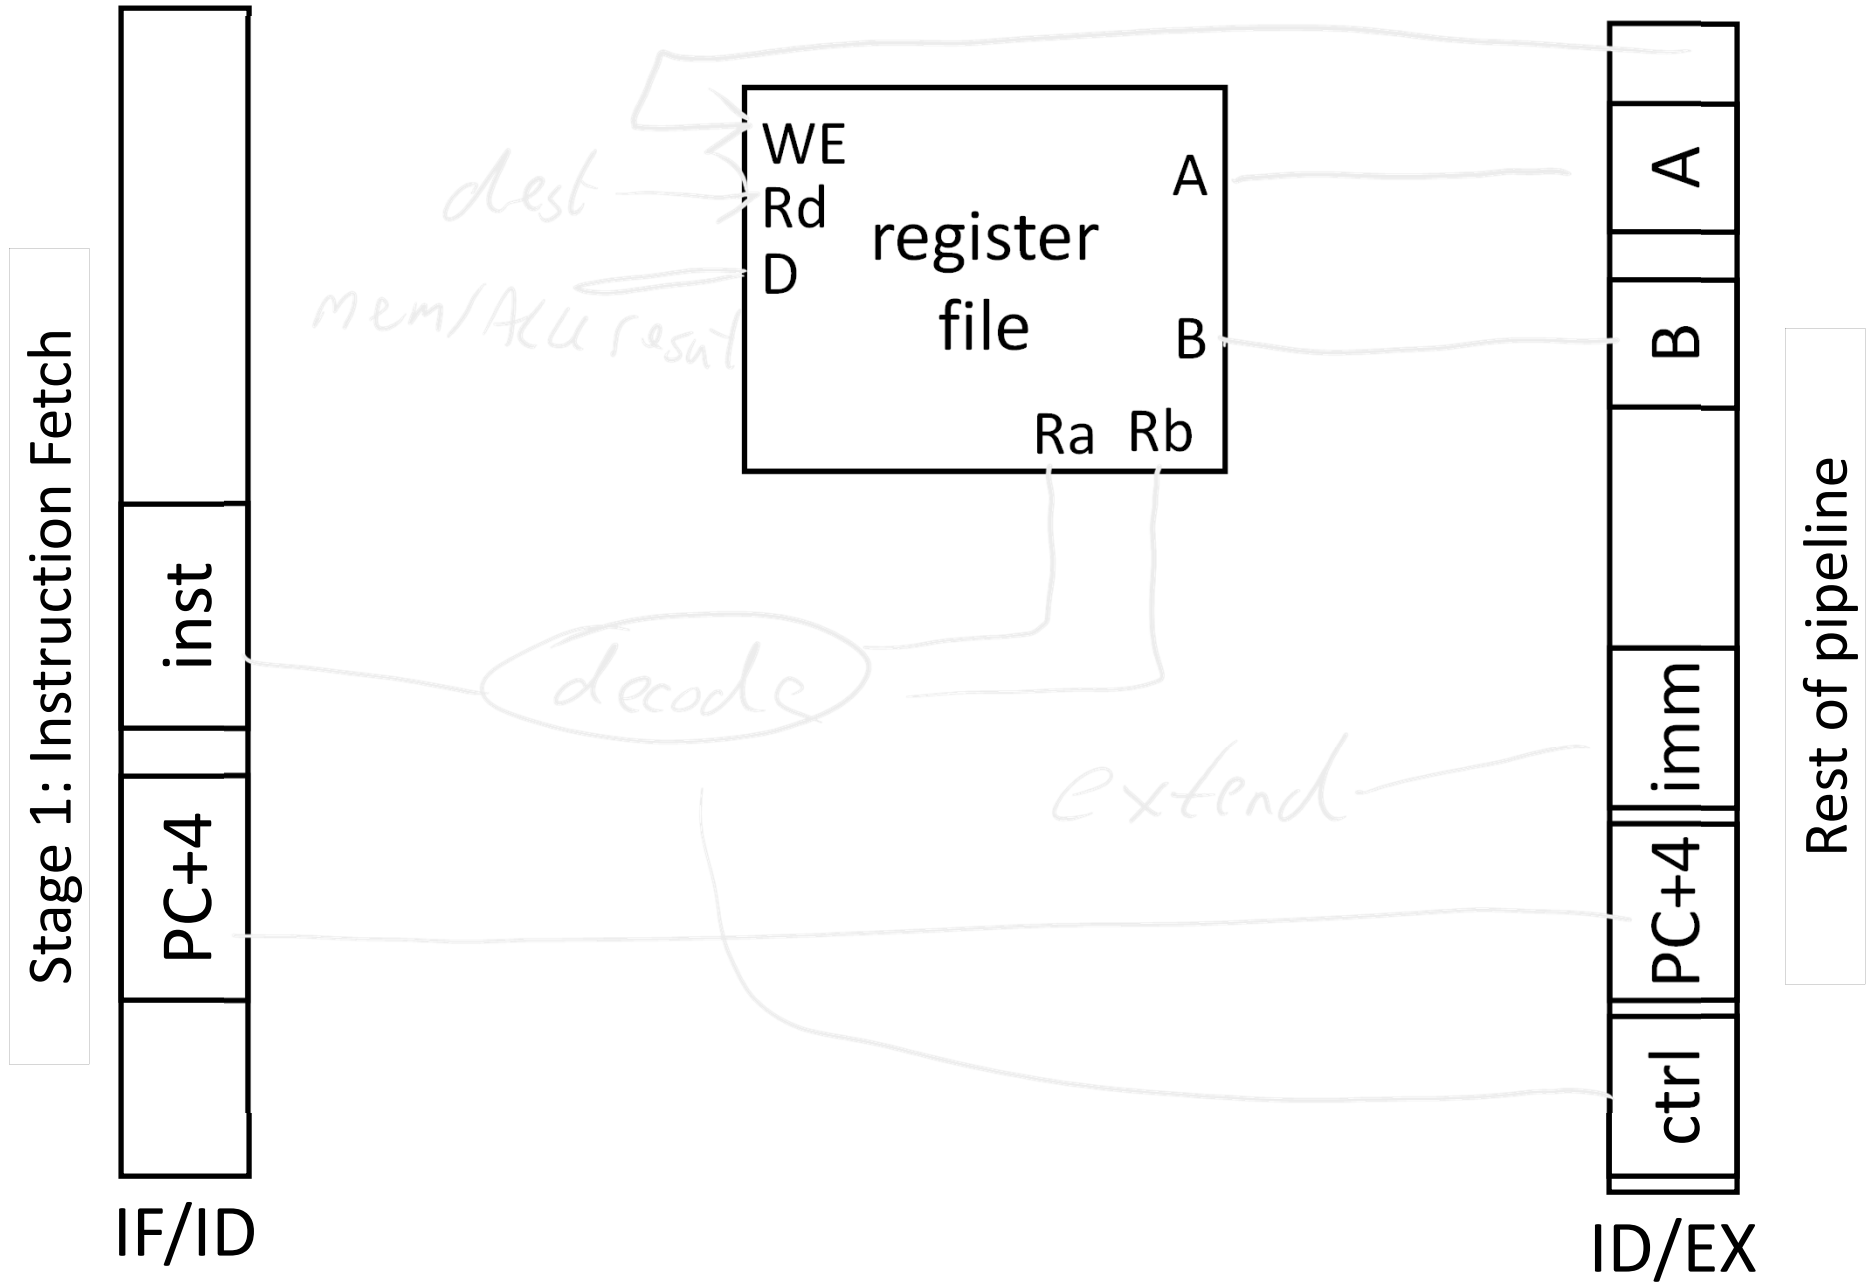 Stage 1: Instruction Fetch
inst
PC+4
IF/ID
dest
mem/ALU result
WE
Rd
D
register
file
A
B
Ra Rb
decode
extend
A
B
imm
PC+4
ctrl
ID/EX
Rest of pipeline